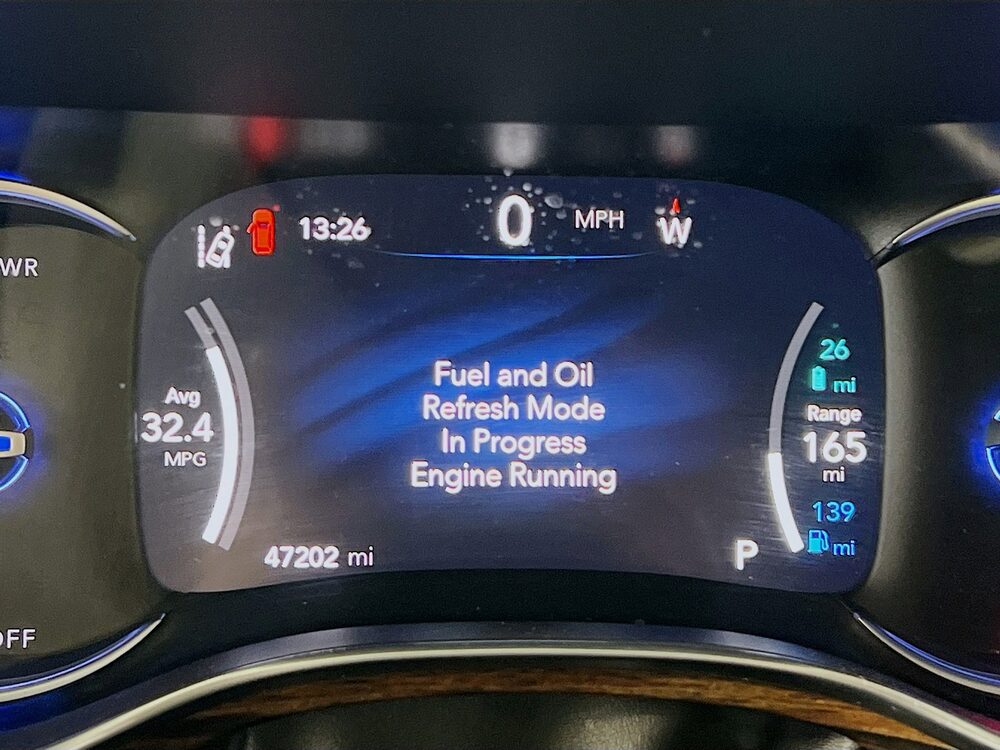 13:26
0 MPH
W
WR
26
mi
Avg
32.4
MPG
Fuel and Oil
Refresh Mode
In Progress
Engine Running
Range
165
mi
139
mi
47202 mi
P
OFF